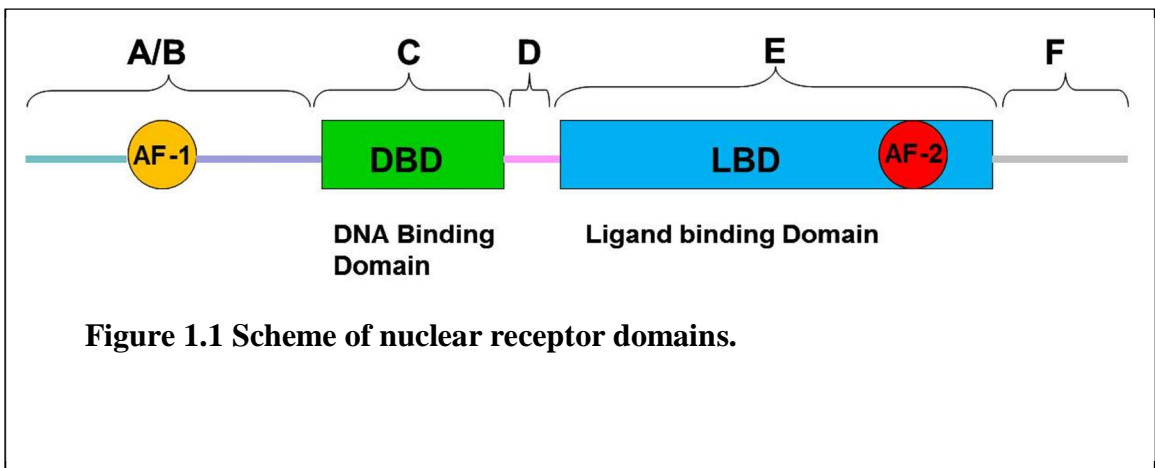 A/B C D E F
AF-1 DBD LBD AF-2
DNA Binding Ligand binding Domain
Domain
Figure 1.1 Scheme of nuclear receptor domains.